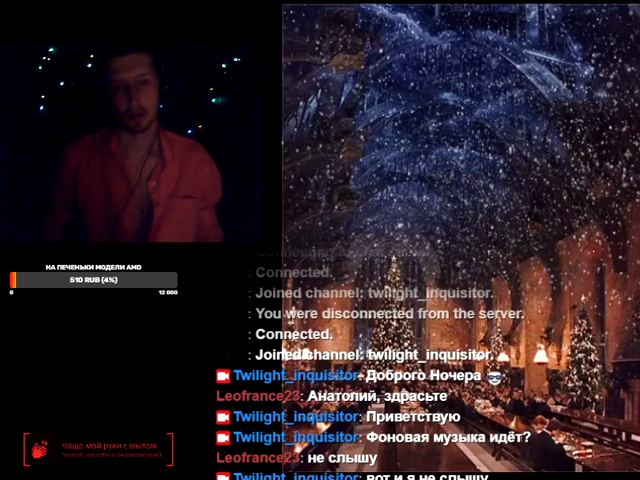 Connected.
: Connected.
: Joined channel: twilight_inquisitor.
: You were disconnected from the server.
: Connected.
: Joined channel: twilight_inquisitor.
Twilight_inquisitor: Доброго Ночера
Leofrance23: Анатолий, здрасьте
Twilight_inquisitor: Приветствую
Twilight_inquisitor: Фоновая музыка идёт?
Leofrance23: не слышу
Twilight_inquisitor: вот и я не слышу
НА ПЕЧЕНЬКИ МОДЕЛИ AMD
510 RUB (4%)
0 12 000
Чаще мой руки с мылом